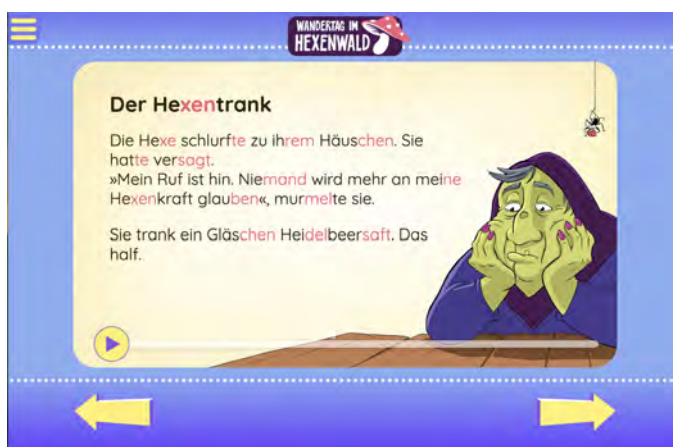 WANDERTAG IM
HEXENWALD
Der Hexentrank
Die Hexe schlurfte zu ihrem Häuschen. Sie
hatte versagt.
»Mein Ruf ist hin. Niemand wird mehr an meine
Hexenkraft glauben«, murmelte sie.
Sie trank ein Gläschen Heidelbeersaft. Das
half.